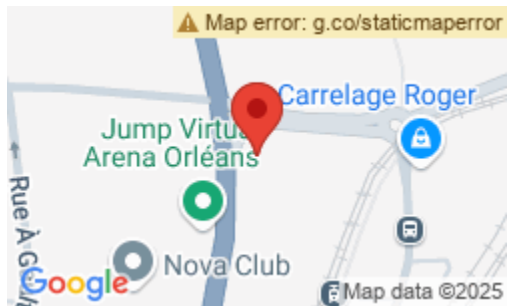 Map error: g.co/staticmaperror
Carrelage Roger
Jump Virtu
Arena Orléans
Rue À G
Nova Club
Google
Map data ©2025